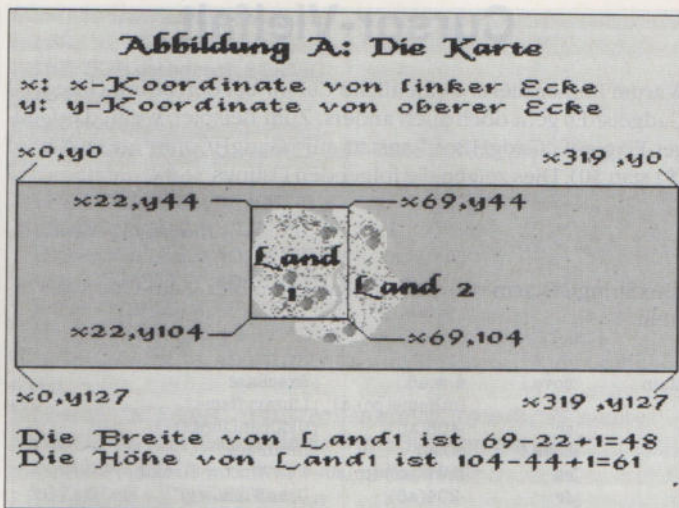 Abbildung A: Die Karte
x: x-Koordinate von linker Ecke
y: y-Koordinate von oberer Ecke
x0,y0 x319 ,y0
x22,y44 x69,y44
Land
1
Land 2
x22,y104 x69,104
x0,y127 x319 ,y127
Die Breite von Land1 ist 69-22+1=48
Die Höhe von Land1 ist 104-44+1=61